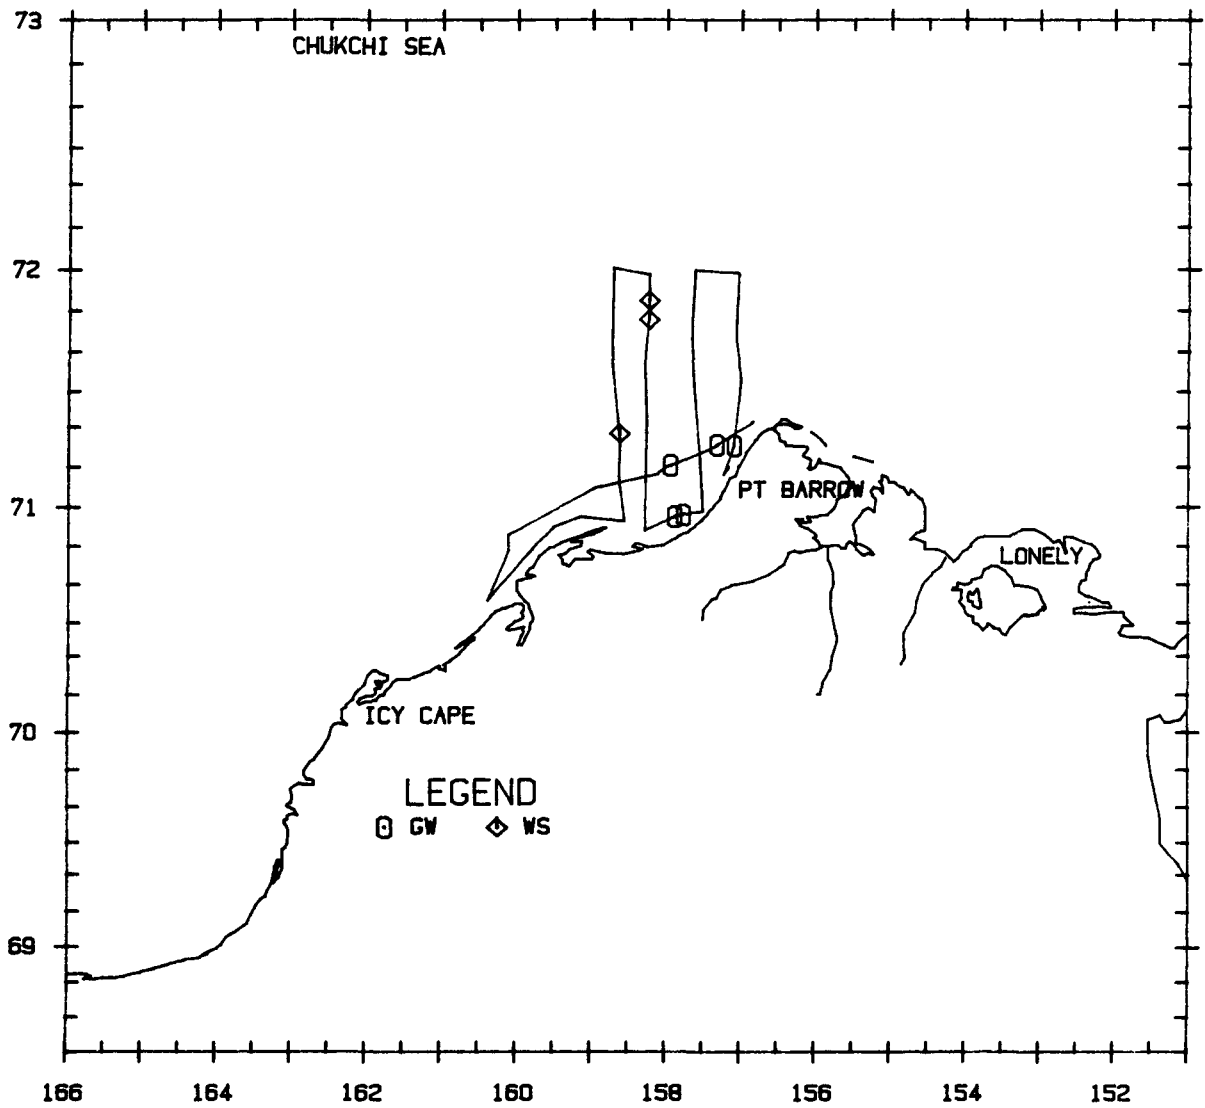 73
CHUKCHI SEA
72
71
PT BARROW
LONELY
ICY CAPE
70
LEGEND
GW WS
69
166 164 162 160 158 156 154 152